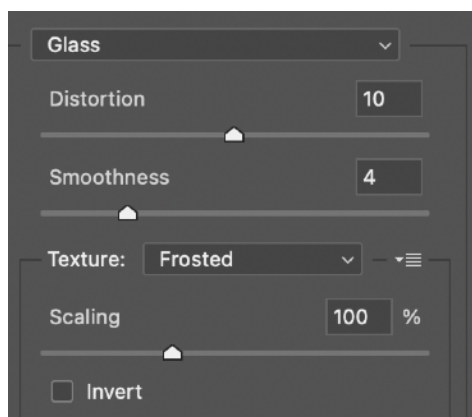 Glass
Distortion 10
Smoothness 4
Texture: Frosted
Scaling 100 %
Invert